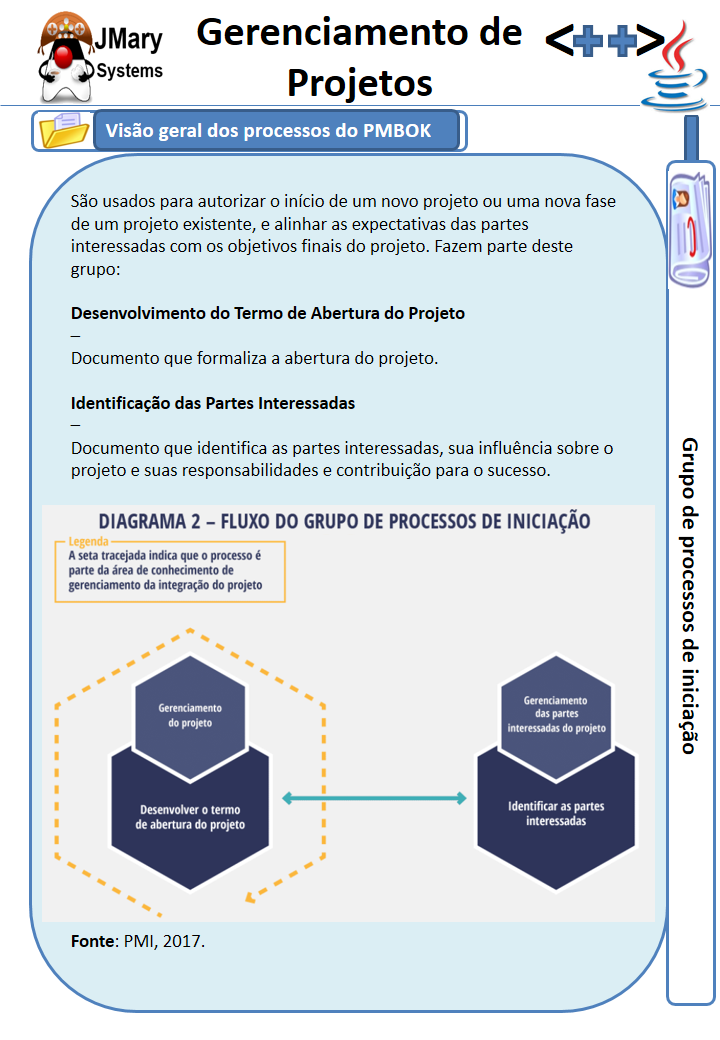 JMary
Systems
Gerenciamento de
Projetos
<++>
Visão geral dos processos do PMBOK
São usados para autorizar o início de um novo projeto ou uma nova fase
de um projeto existente, e alinhar as expectativas das partes
interessadas com os objetivos finais do projeto. Fazem parte deste
grupo:
Desenvolvimento do Termo de Abertura do Projeto
–
Documento que formaliza a abertura do projeto.
Identificação das Partes Interessadas
–
Documento que identifica as partes interessadas, sua influência sobre o
projeto e suas responsabilidades e contribuição para o sucesso.
DIAGRAMA 2 – FLUXO DO GRUPO DE PROCESSOS DE INICIAÇÃO
Legenda
A seta tracejada indica que o processo é
parte da área de conhecimento de
gerenciamento da integração do projeto
Gerenciamento
do projeto
Desenvolver o termo
de abertura do projeto
Gerenciamento
das partes
interessadas do projeto
Identificar as partes
interessadas
Fonte: PMI, 2017.
Grupo de processos de iniciação